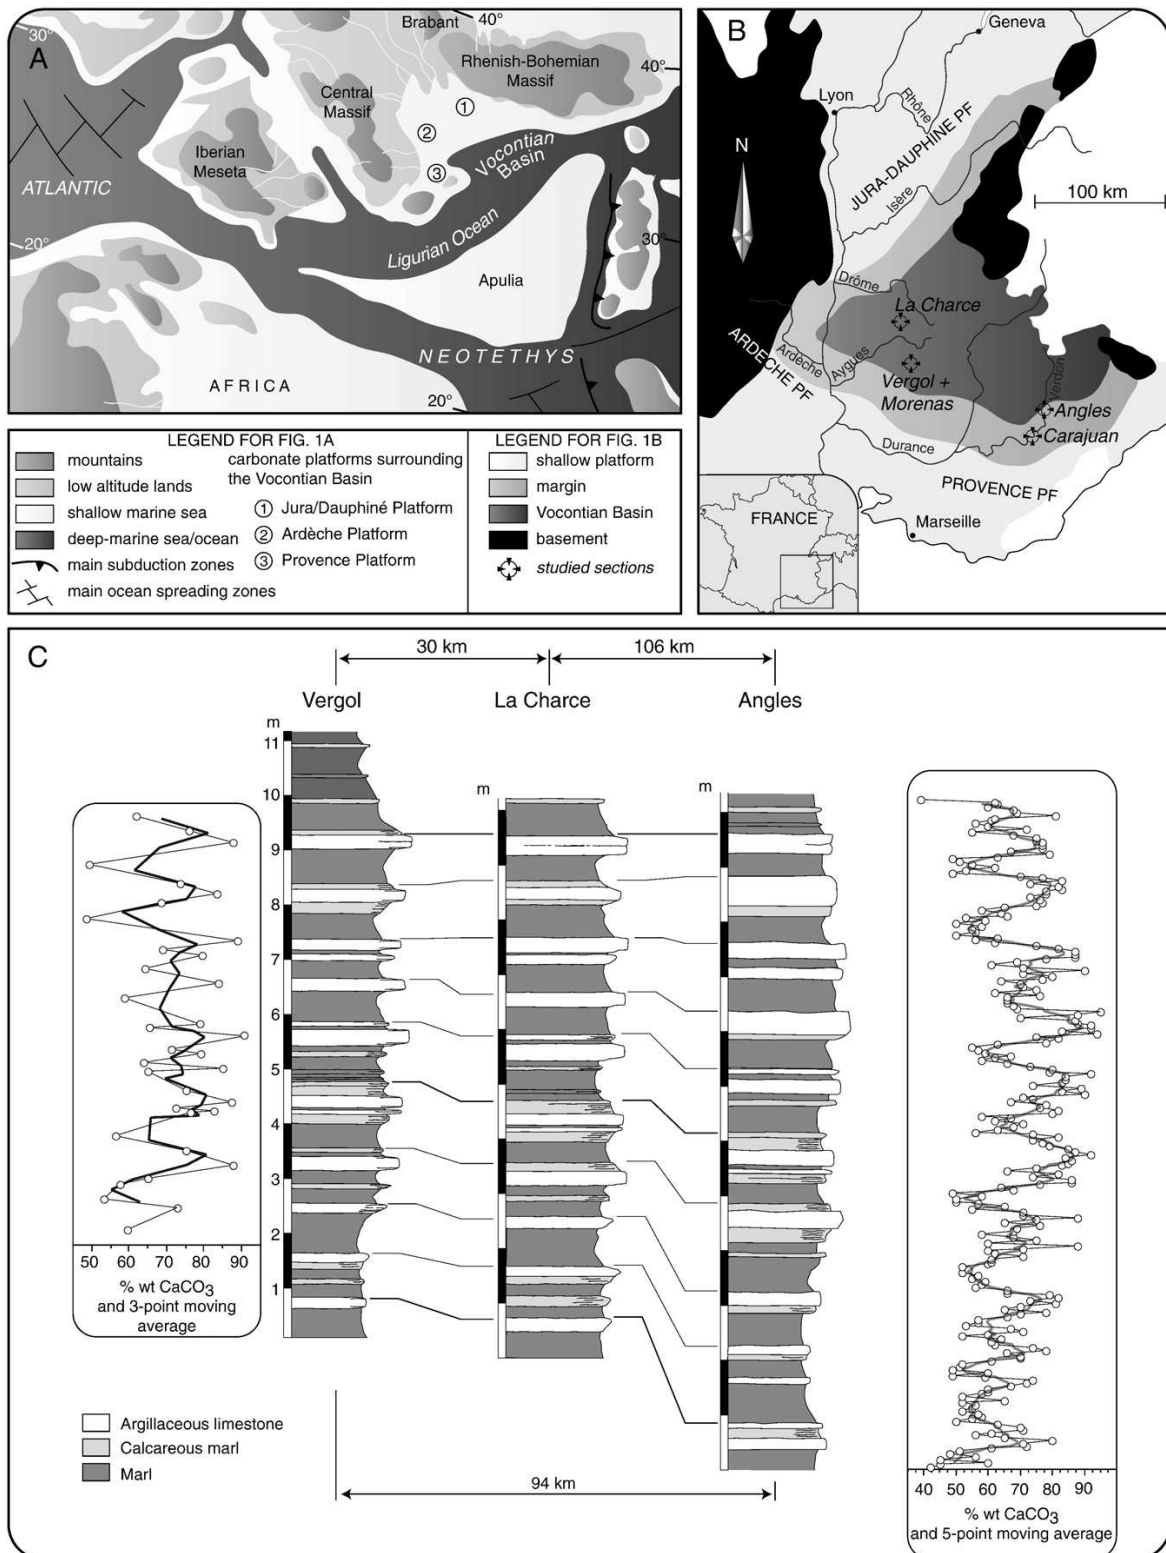 A
30°
Brabant
40°
Rhenish-Bohemian
Massif
40°
Central
Massif
1
2
3
Iberian
Meseta
Vocontian
Basin
ATLANTIC
20°
Ligurian Ocean
30°
Apulia
NEOTETHYS
AFRICA
20°
LEGEND FOR FIG. 1A
mountains
low altitude lands
shallow marine sea
deep-marine sea/ocean
main subduction zones
main ocean spreading zones
carbonate platforms surrounding
the Vocontian Basin
1 Jura/Dauphiné Platform
2 Ardèche Platform
3 Provence Platform
LEGEND FOR FIG. 1B
shallow platform
margin
Vocontian Basin
basement
studied sections
B
Geneva
Lyon
Rhône
N
JURA-DAUPHINE PF
Isère
100 km
Drôme
La Charce
ARDECHE PF
Ardèche
Aygues
Vergol +
Morenas
Verdon
Angles
Carajuan
Durance
PROVENCE PF
Marseille
FRANCE
C
30 km
106 km
Vergol
La Charce
Angles
m
11
10
9
8
7
6
5
4
3
2
1
m
m
50 60 70 80 90
% wt CaCO3
and 3-point moving
average
Argillaceous limestone
Calcareous marl
Marl
94 km
40 50 60 70 80 90
% wt CaCO3
and 5-point moving average